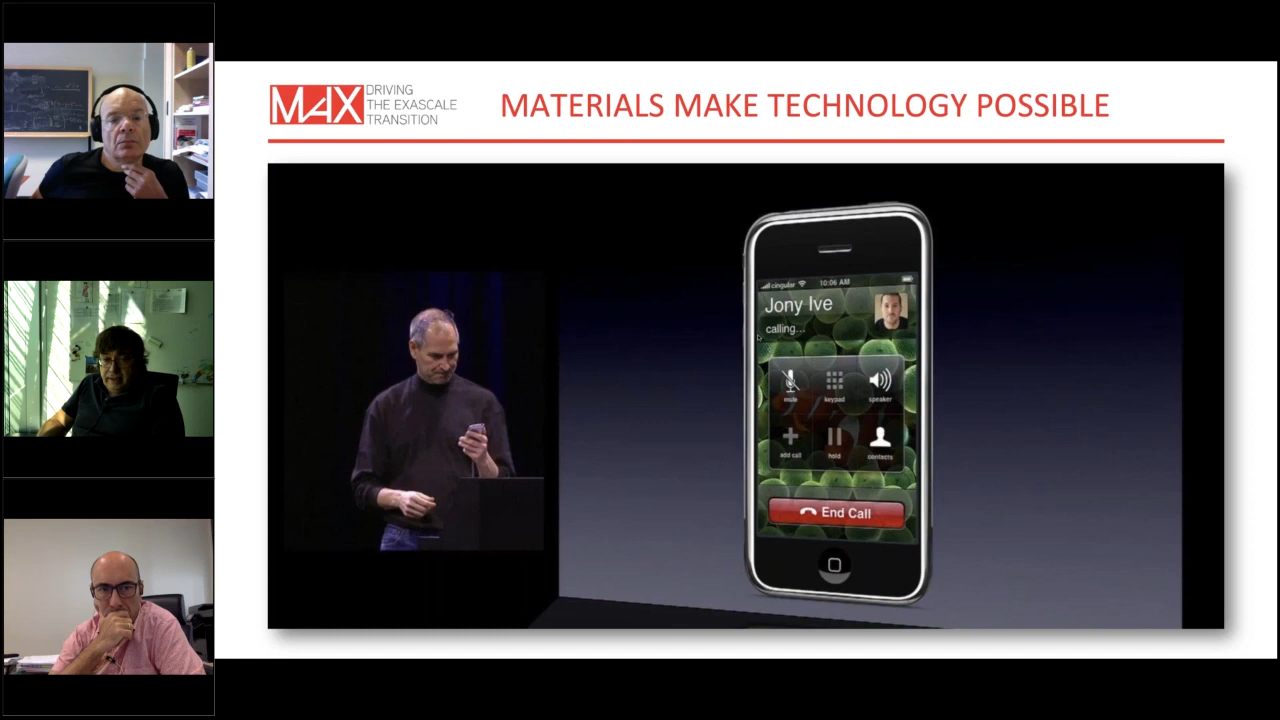 MAX DRIVING
THE EXASCALE
TRANSITION
MATERIALS MAKE TECHNOLOGY POSSIBLE
cingular 10:06 AM
Jony Ive
calling...
mute keypad speaker
add call hold contacts
End Call